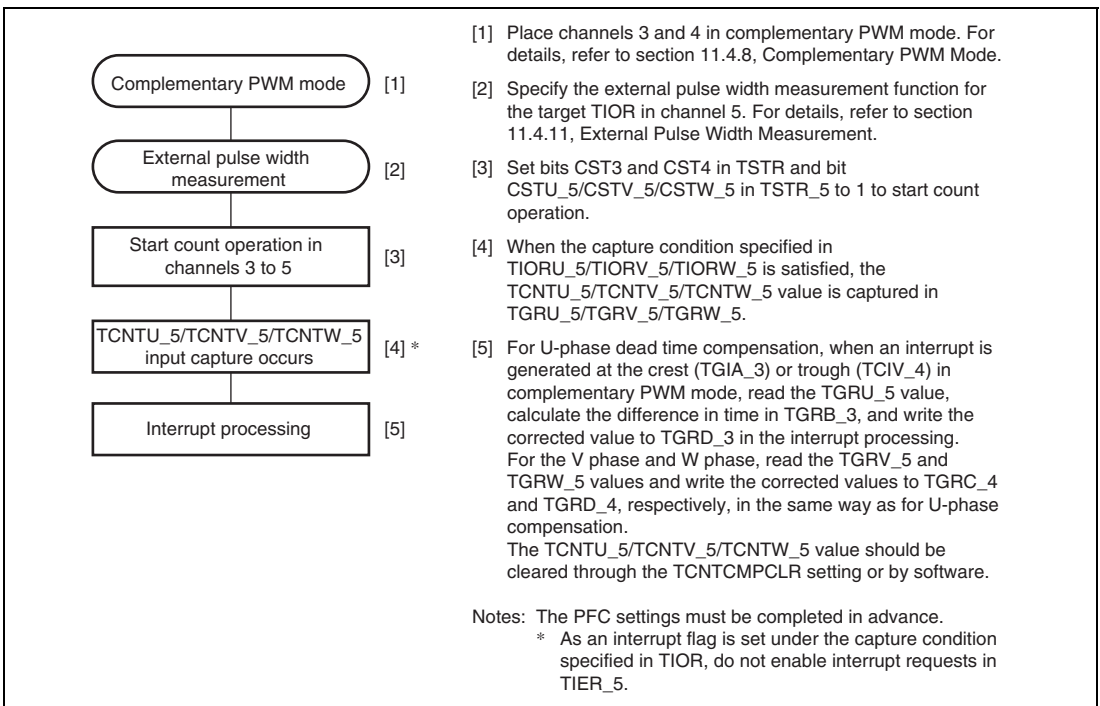 Complementary PWM mode [1]
External pulse width
measurement [2]
Start count operation in
channels 3 to 5 [3]
TCNTU_5/TCNTV_5/TCNTW_5
input capture occurs [4] *
Interrupt processing [5]
[1] Place channels 3 and 4 in complementary PWM mode. For
details, refer to section 11.4.8, Complementary PWM Mode.
[2] Specify the external pulse width measurement function for
the target TIOR in channel 5. For details, refer to section
11.4.11, External Pulse Width Measurement.
[3] Set bits CST3 and CST4 in TSTR and bit
CSTU_5/CSTV_5/CSTW_5 in TSTR_5 to 1 to start count
operation.
[4] When the capture condition specified in
TIORU_5/TIORV_5/TIORW_5 is satisfied, the
TCNTU_5/TCNTV_5/TCNTW_5 value is captured in
TGRU_5/TGRV_5/TGRW_5.
[5] For U-phase dead time compensation, when an interrupt is
generated at the crest (TGIA_3) or trough (TCIV_4) in
complementary PWM mode, read the TGRU_5 value,
calculate the difference in time in TGRB_3, and write the
corrected value to TGRD_3 in the interrupt processing.
For the V phase and W phase, read the TGRV_5 and
TGRW_5 values and write the corrected values to TGRC_4
and TGRD_4, respectively, in the same way as for U-phase
compensation.
The TCNTU_5/TCNTV_5/TCNTW_5 value should be
cleared through the TCNTCMPCLR setting or by software.
Notes: The PFC settings must be completed in advance.
* As an interrupt flag is set under the capture condition
specified in TIOR, do not enable interrupt requests in
TIER_5.